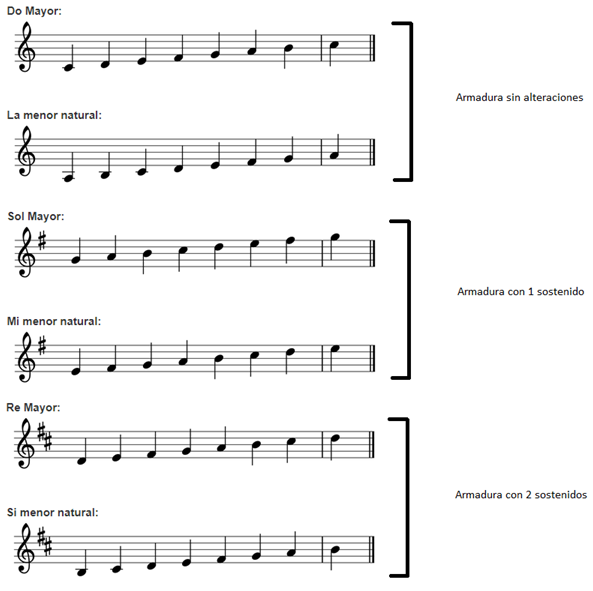 Do Mayor:
Armadura sin alteraciones
La menor natural:
Sol Mayor:
Armadura con 1 sostenido
Mi menor natural:
Re Mayor:
Armadura con 2 sostenidos
Si menor natural: